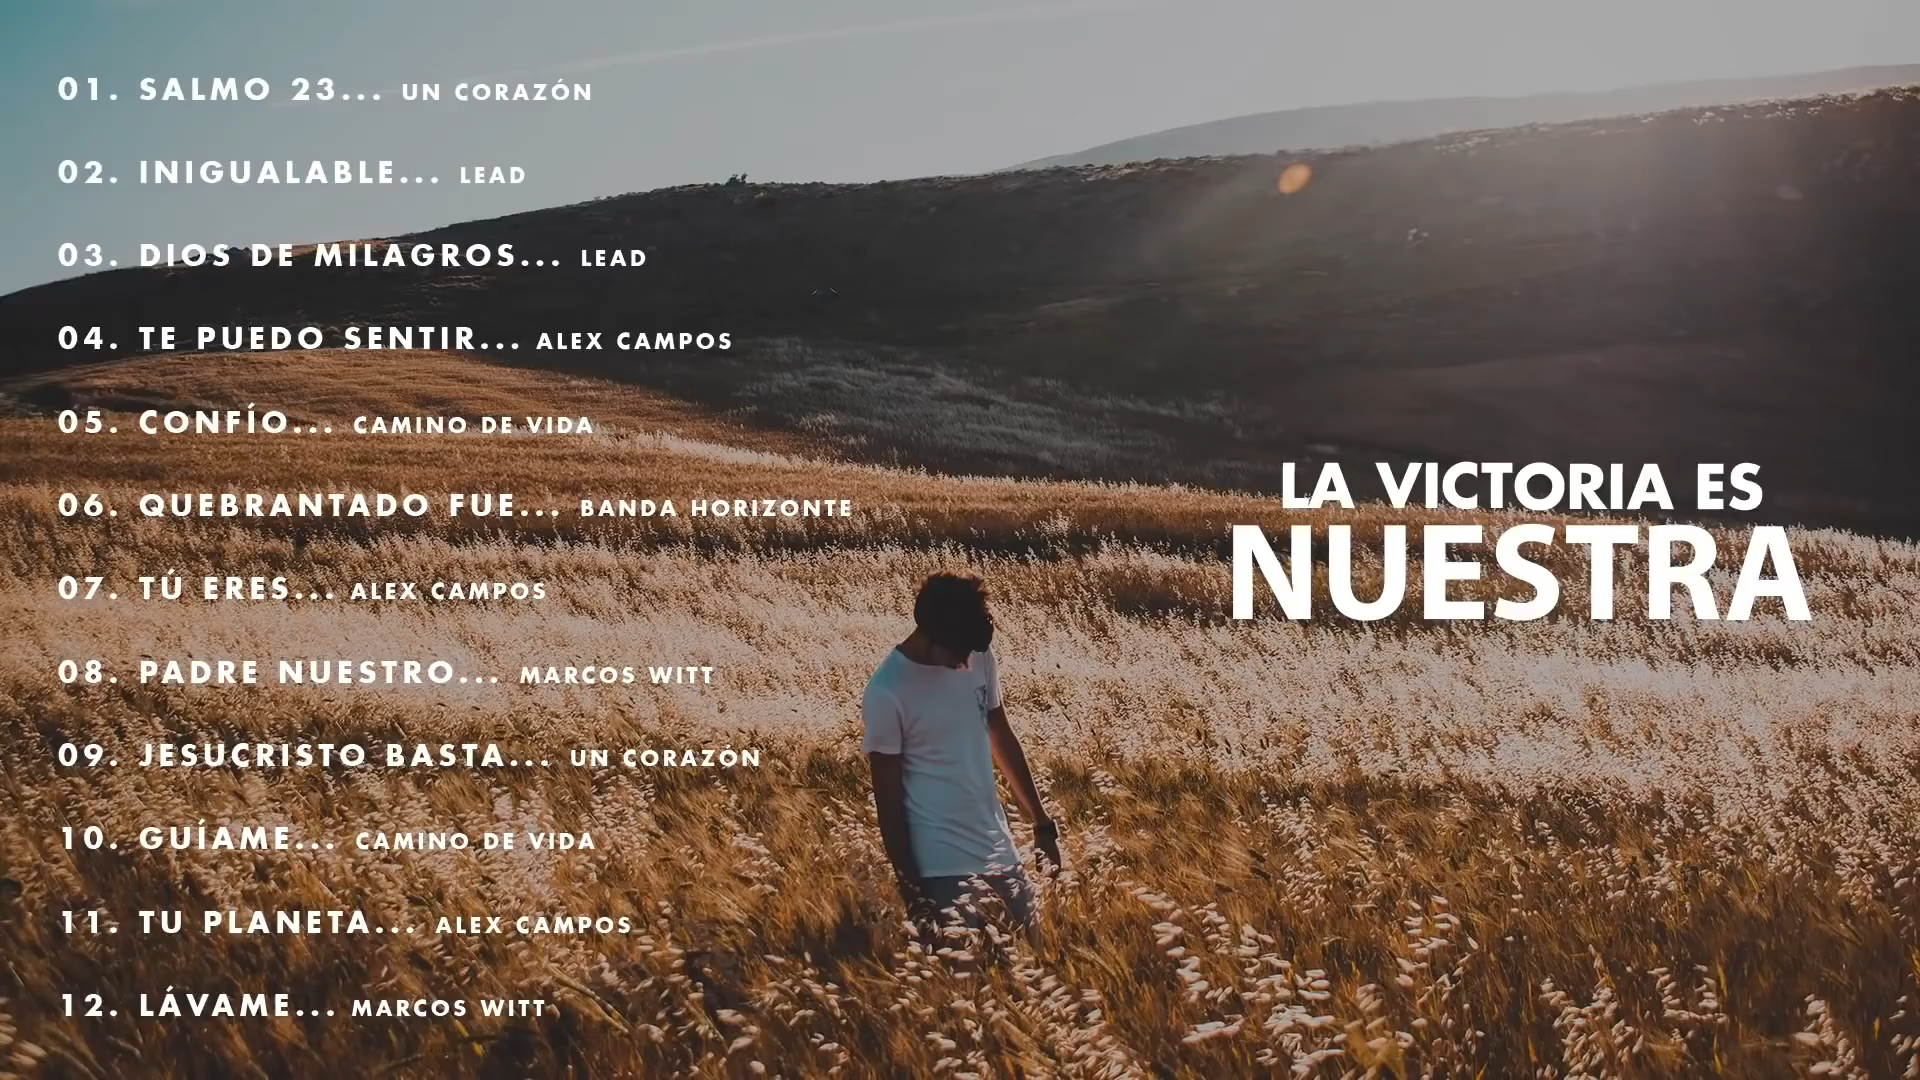 01. SALMO 23... UN CORAZÓN
02. INIGUALABLE... LEAD
03. DIOS DE MILAGROS... LEAD
04. TE PUEDO SENTIR... ALEX CAMPOS
05. CONFÍO... CAMINO DE VIDA
06. QUEBRANTADO FUE... BANDA HORIZONTE
07. TÚ ERES... ALEX CAMPOS
08. PADRE NUESTRO... MARCOS WITT
09. JESUCRISTO BASTA... UN CORAZÓN
10. GUÍAME... CAMINO DE VIDA
11. TU PLANETA... ALEX CAMPOS
12. LÁVAME... MARCOS WITT
LA VICTORIA ES
NUESTRA